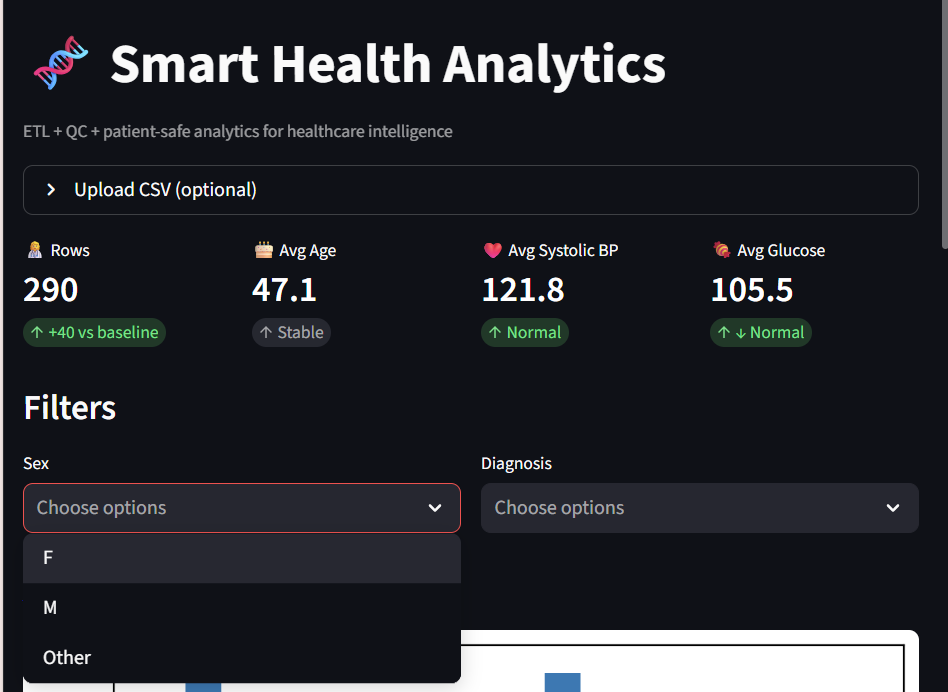 Smart Health Analytics
ETL + QC + patient-safe analytics for healthcare intelligence
Upload CSV (optional)
Rows
290
↑ +40 vs baseline
Avg Age
47.1
↑ Stable
Avg Systolic BP
121.8
↑ Normal
Avg Glucose
105.5
↑ ↓ Normal
Filters
Sex
Choose options
F
M
Other
Diagnosis
Choose options